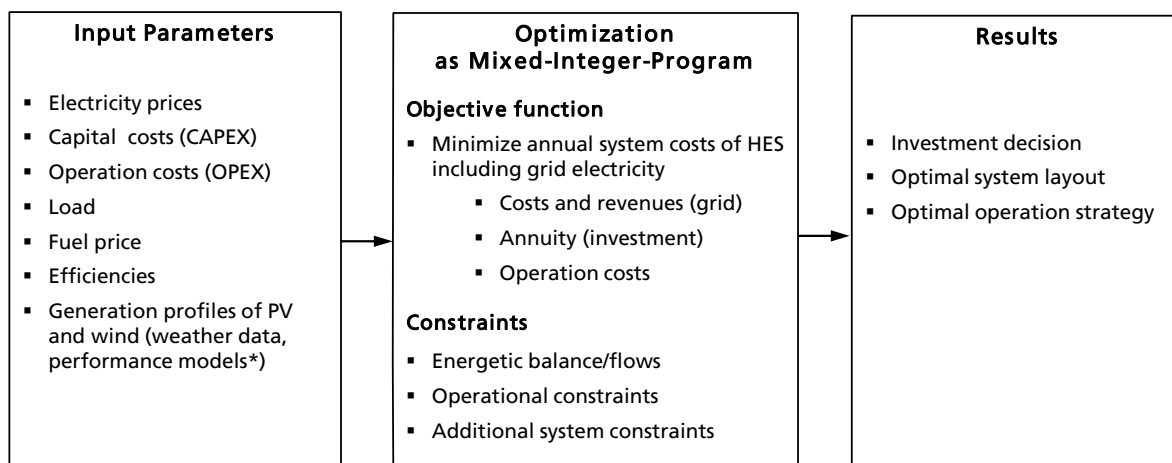 Input Parameters
▪ Electricity prices
▪ Capital costs (CAPEX)
▪ Operation costs (OPEX)
▪ Load
▪ Fuel price
▪ Efficiencies
▪ Generation profiles of PV
and wind (weather data,
performance models*)
Optimization
as Mixed-Integer-Program
Objective function
▪ Minimize annual system costs of HES
including grid electricity
▪ Costs and revenues (grid)
▪ Annuity (investment)
▪ Operation costs
Constraints
▪ Energetic balance/flows
▪ Operational constraints
▪ Additional system constraints
Results
▪ Investment decision
▪ Optimal system layout
▪ Optimal operation strategy